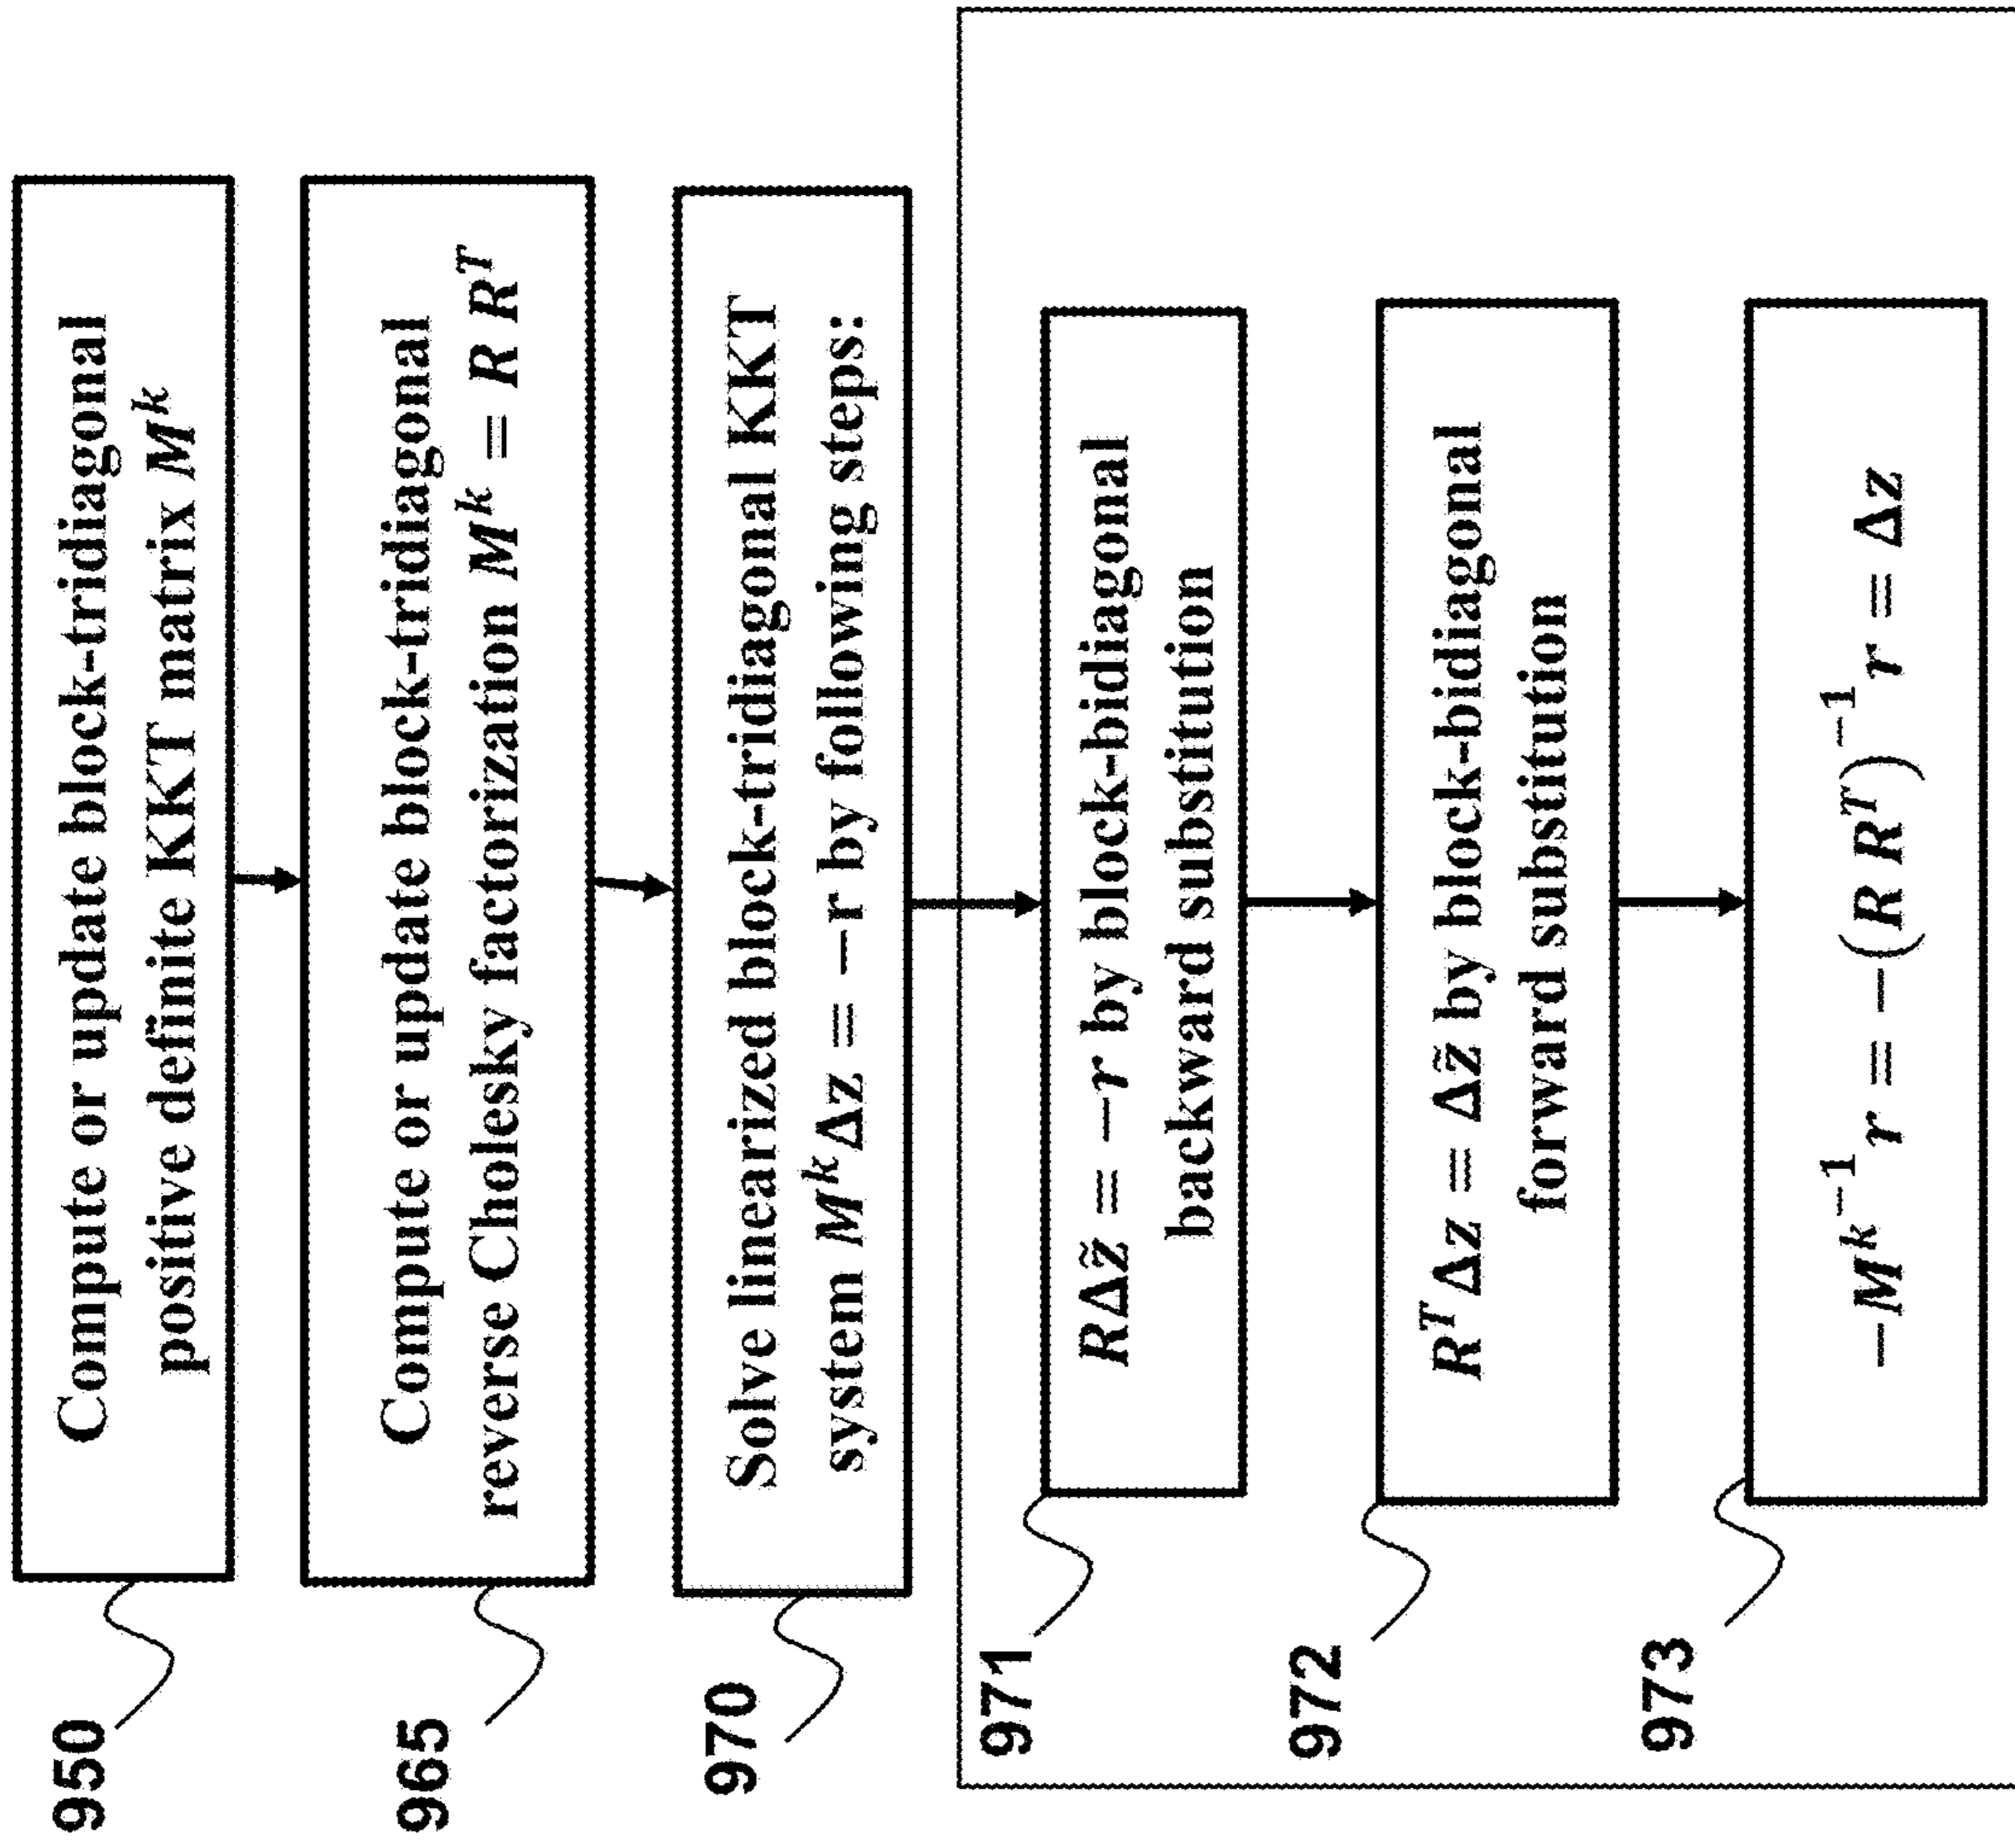 950
Compute or update block-tridiagonal
positive definite KKT matrix M^k
965
Compute or update block-tridiagonal
reverse Cholesky factorization M^k = R R^T
970
Solve linearized block-tridiagonal KKT
system M^k Δz = −r by following steps:
971
RΔz̃ = −r by block-bidiagonal
backward substitution
972
R^T Δz = Δz̃ by block-bidiagonal
forward substitution
973
−M^k^−1 r = −(R R^T)^−1 r = Δz